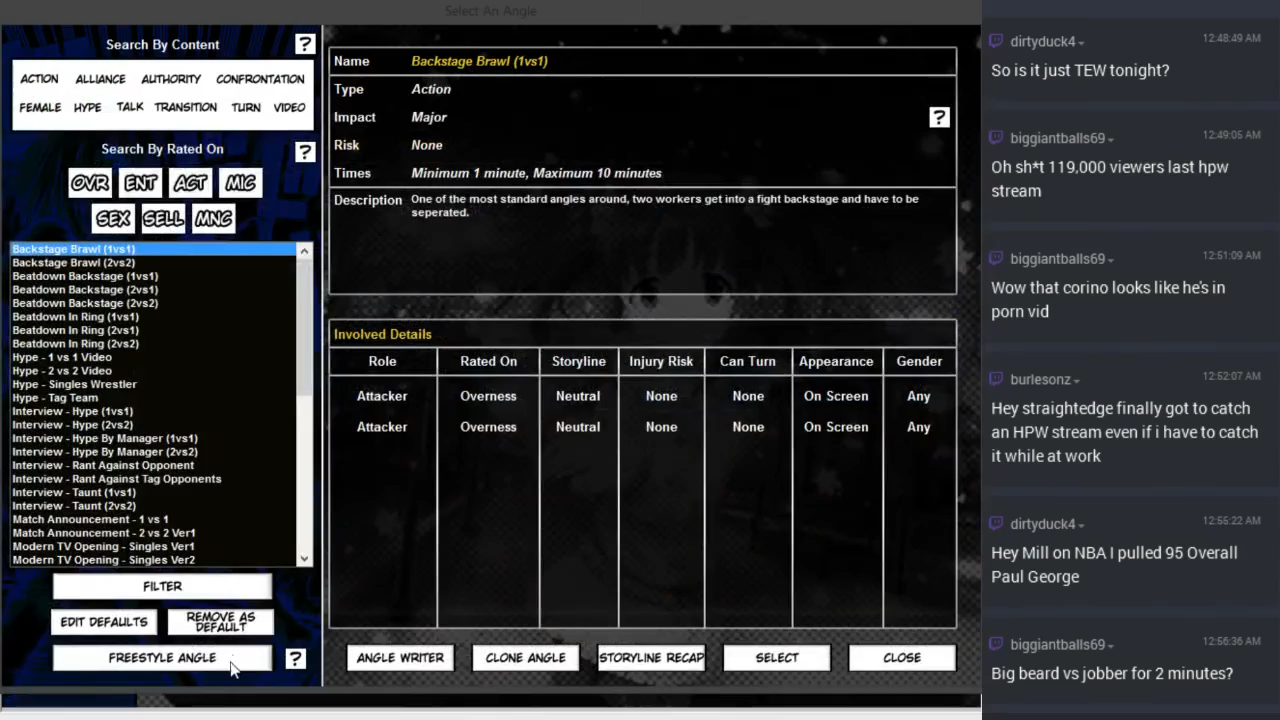 Select An Angle
Search By Content
?
ACTION ALLIANCE AUTHORITY CONFRONTATION
FEMALE HYPE TALK TRANSITION TURN VIDEO
Search By Rated On
?
OVR ENT ACT MIC
SEX SELL MNC
Backstage Brawl (1vs1)
Backstage Brawl (2vs2)
Beatdown Backstage (1vs1)
Beatdown Backstage (2vs1)
Beatdown Backstage (2vs2)
Beatdown In Ring (1vs1)
Beatdown In Ring (2vs1)
Beatdown In Ring (2vs2)
Hype - 1 vs 1 Video
Hype - 2 vs 2 Video
Hype - Singles Wrestler
Hype - Tag Team
Interview - Hype (1vs1)
Interview - Hype (2vs2)
Interview - Hype By Manager (1vs1)
Interview - Hype By Manager (2vs2)
Interview - Rant Against Opponent
Interview - Rant Against Tag Opponents
Interview - Taunt (1vs1)
Interview - Taunt (2vs2)
Match Announcement - 1 vs 1
Match Announcement - 2 vs 2 Ver1
Modern TV Opening - Singles Ver1
Modern TV Opening - Singles Ver2
FILTER
EDIT DEFAULTS
REMOVE AS
DEFAULT
FREESTYLE ANGLE
?
Name Backstage Brawl (1vs1)
Type Action
Impact Major
?
Risk None
Times Minimum 1 minute, Maximum 10 minutes
Description One of the most standard angles around, two workers get into a fight backstage and have to be
seperated.
Involved Details
Role Rated On Storyline Injury Risk Can Turn Appearance Gender
Attacker Overness Neutral None None On Screen Any
Attacker Overness Neutral None None On Screen Any
ANGLE WRITER CLONE ANGLE STORYLINE RECAP SELECT CLOSE
dirtyduck4 12:48:49 AM
So is it just TEW tonight?
biggiantballs69 12:49:05 AM
Oh sh*t 119,000 viewers last hpw
stream
biggiantballs69 12:51:09 AM
Wow that corino looks like he's in
porn vid
burlesonz 12:52:07 AM
Hey straightedge finally got to catch
an HPW stream even if i have to catch
it while at work
dirtyduck4 12:55:22 AM
Hey Mill on NBA I pulled 95 Overall
Paul George
biggiantballs69 12:56:36 AM
Big beard vs jobber for 2 minutes?